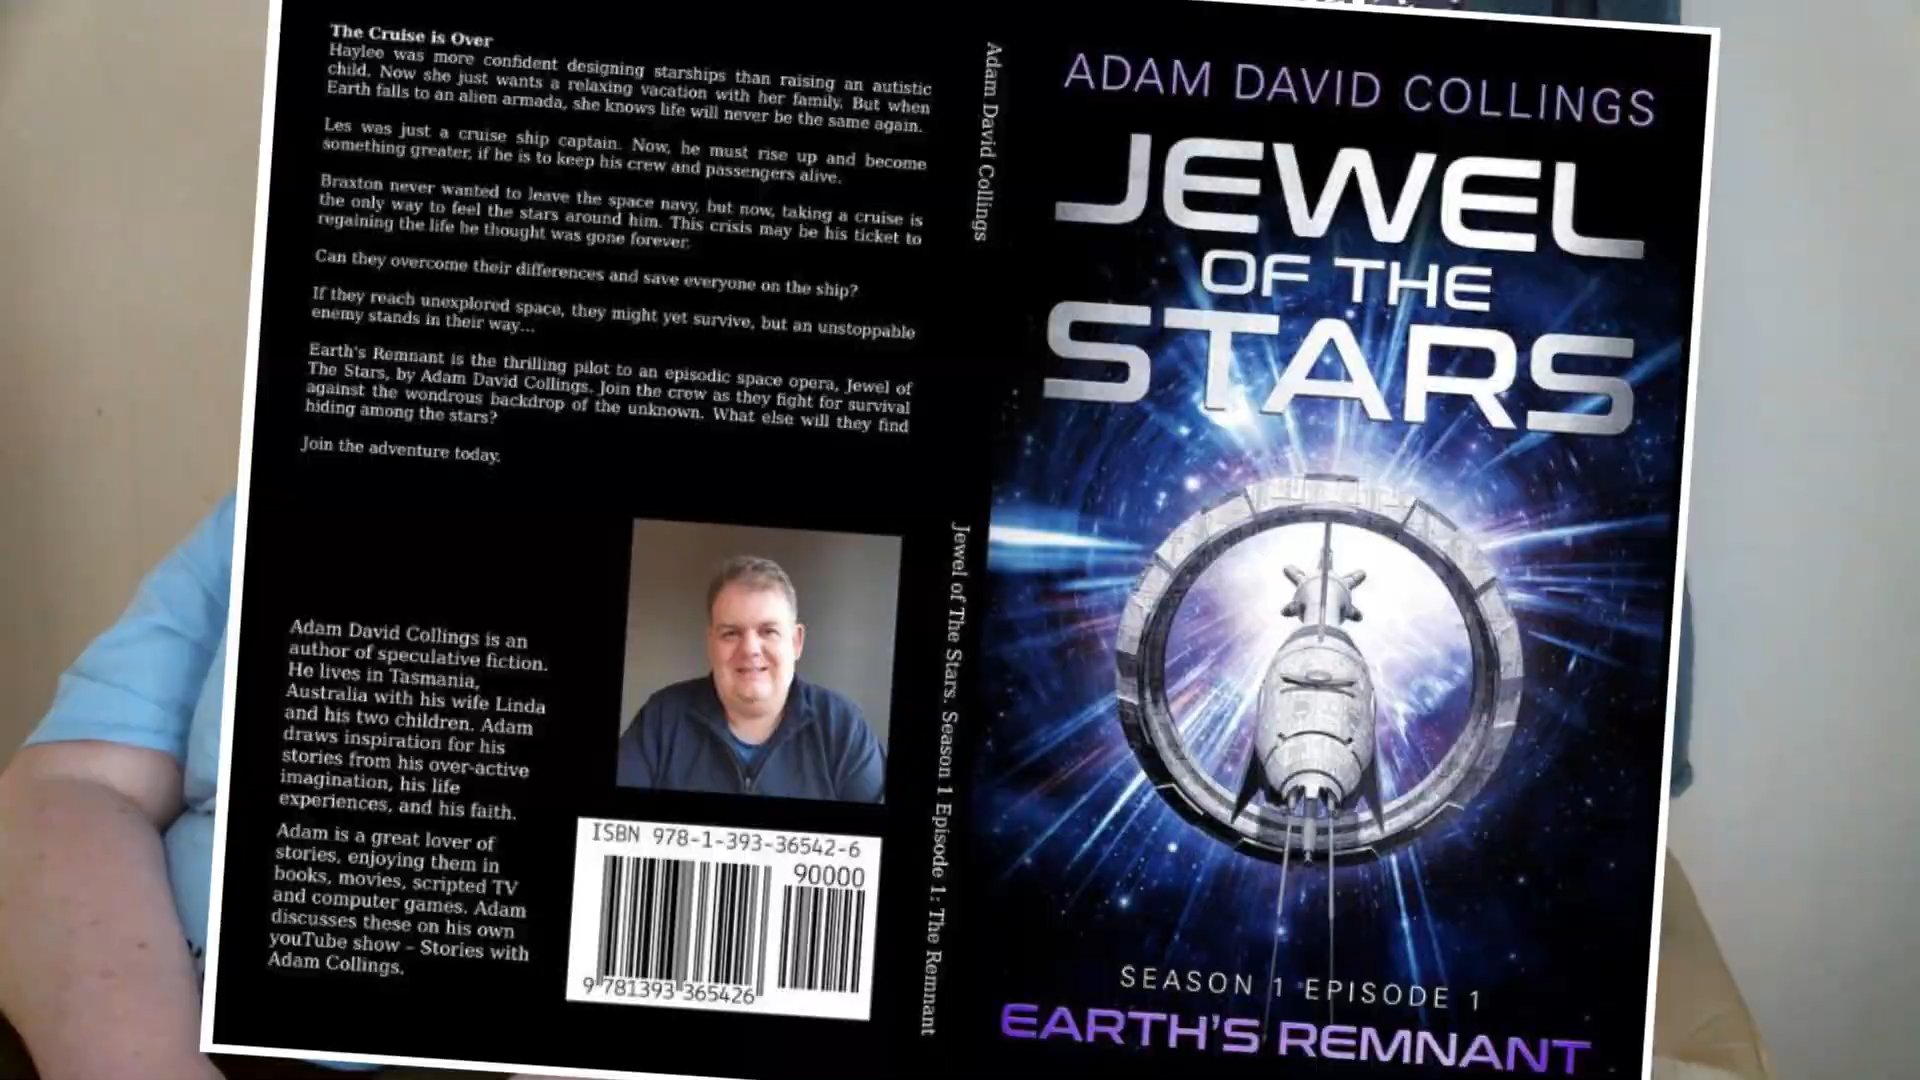 The Cruise is Over
Haylee was more confident designing starships than raising an autistic
child. Now she just wants a relaxing vacation with her family. But when
Earth falls to an alien armada, she knows life will never be the same again.
Les was just a cruise ship captain. Now, he must rise up and become
something greater, if he is to keep his crew and passengers alive.
Braxton never wanted to leave the space navy, but now, taking a cruise is
the only way to feel the stars around him. This crisis may be his ticket to
regaining the life he thought was gone forever.
Can they overcome their differences and save everyone on the ship?
If they reach unexplored space, they might yet survive, but an unstoppable
enemy stands in their way...
Earth's Remnant is the thrilling pilot to an episodic space opera, Jewel of
The Stars, by Adam David Collings. Join the crew as they fight for survival
against the wondrous backdrop of the unknown. What else will they find
hiding among the stars?
Join the adventure today.
Adam David Collings is an
author of speculative fiction.
He lives in Tasmania,
Australia with his wife Linda
and his two children. Adam
draws inspiration for his
stories from his over-active
imagination, his life
experiences, and his faith.
Adam is a great lover of
stories, enjoying them in
books, movies, scripted TV
and computer games. Adam
discusses these on his own
youTube show – Stories with
Adam Collings.
ISBN 978-1-393-36542-6
90000
9 781393 365426
Adam David Collings
Jewel of The Stars. Season 1 Episode 1: The Remnant
ADAM DAVID COLLINGS
JEWEL
OF THE
STARS
SEASON 1 EPISODE 1
EARTH'S REMNANT